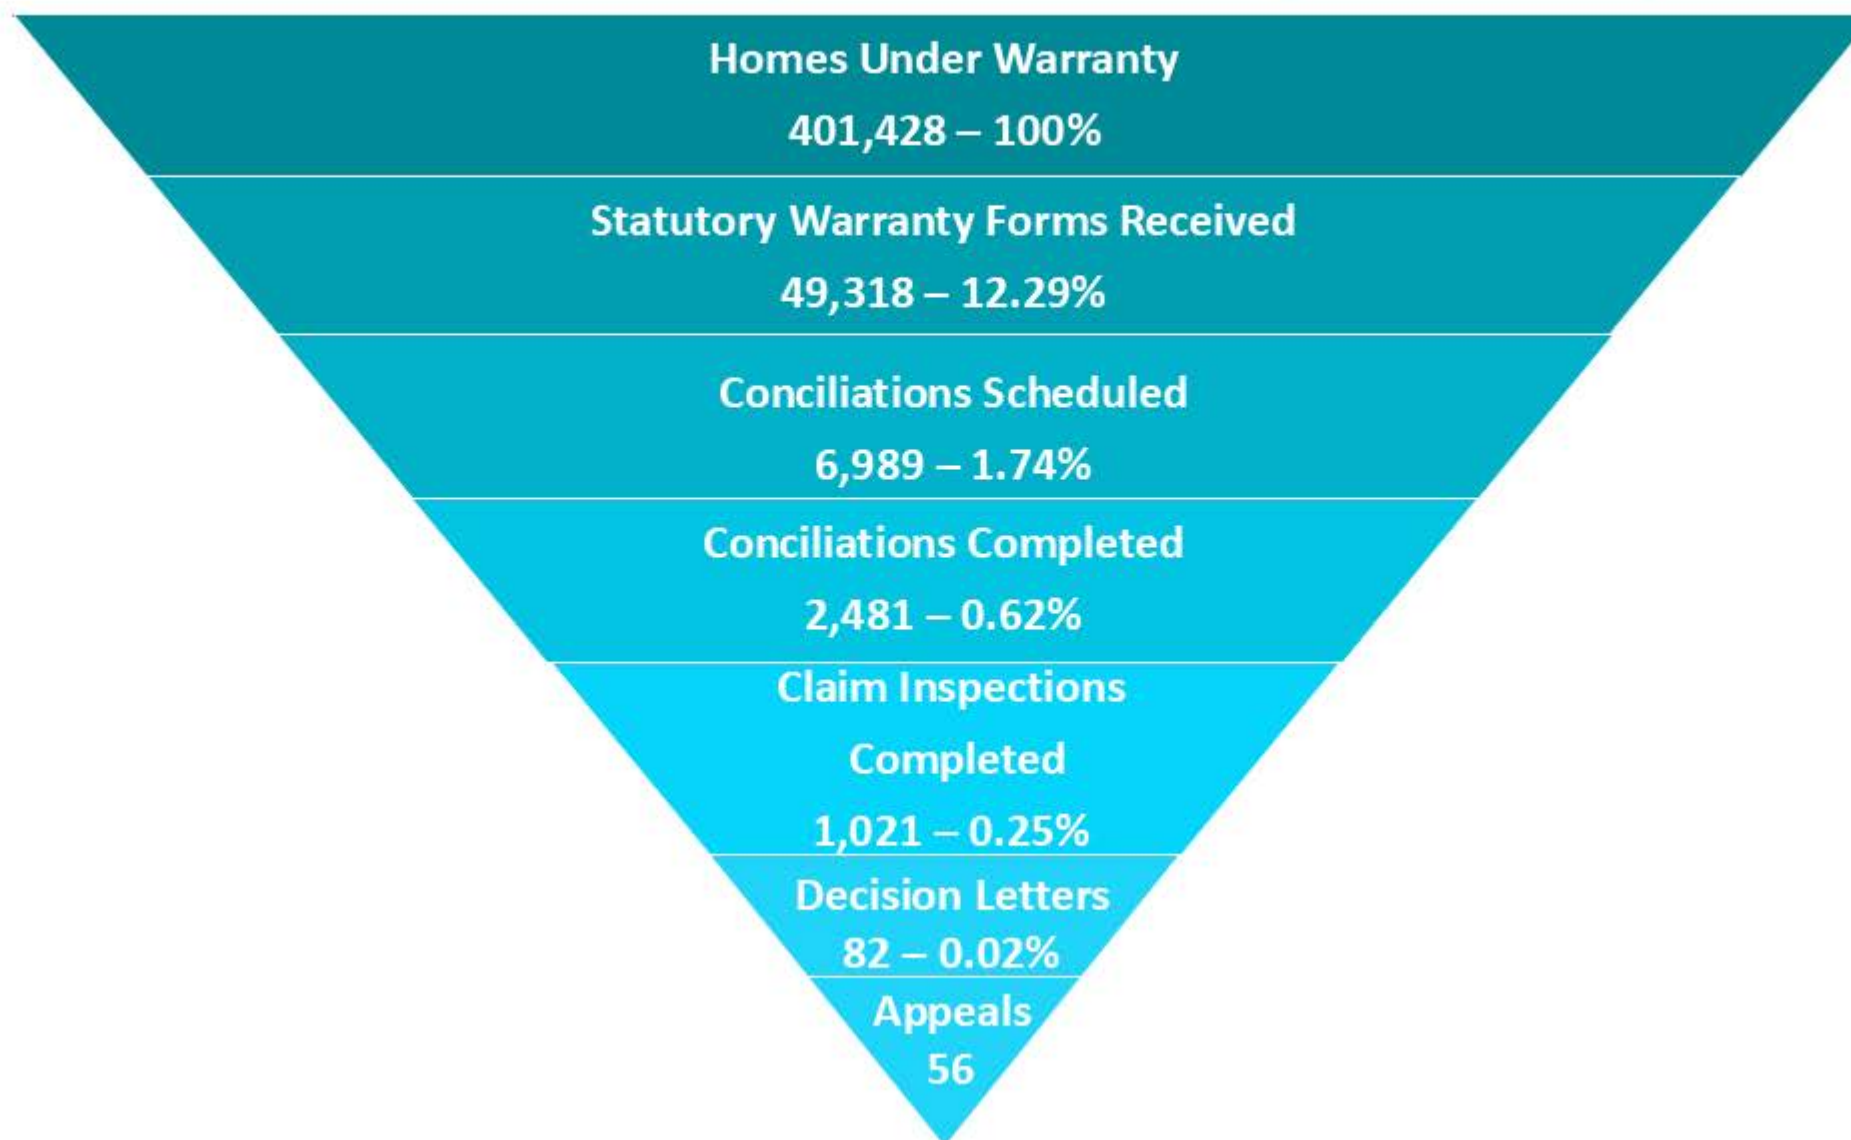 Homes Under Warranty
401,428 – 100%
Statutory Warranty Forms Received
49,318 – 12.29%
Conciliations Scheduled
6,989 – 1.74%
Conciliations Completed
2,481 – 0.62%
Claim Inspections
Completed
1,021 – 0.25%
Decision Letters
82 – 0.02%
Appeals
56